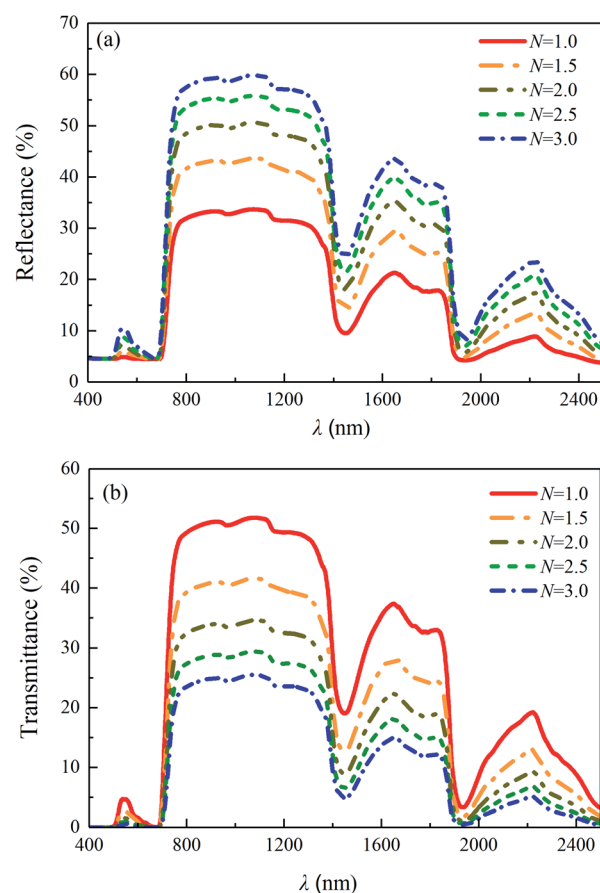 (a)
N=1.0
N=1.5
N=2.0
N=2.5
N=3.0
Reflectance (%)
70
60
50
40
30
20
10
0
400 800 1200 1600 2000 2400
λ (nm)
(b)
N=1.0
N=1.5
N=2.0
N=2.5
N=3.0
Transmittance (%)
60
50
40
30
20
10
0
400 800 1200 1600 2000 2400
λ (nm)